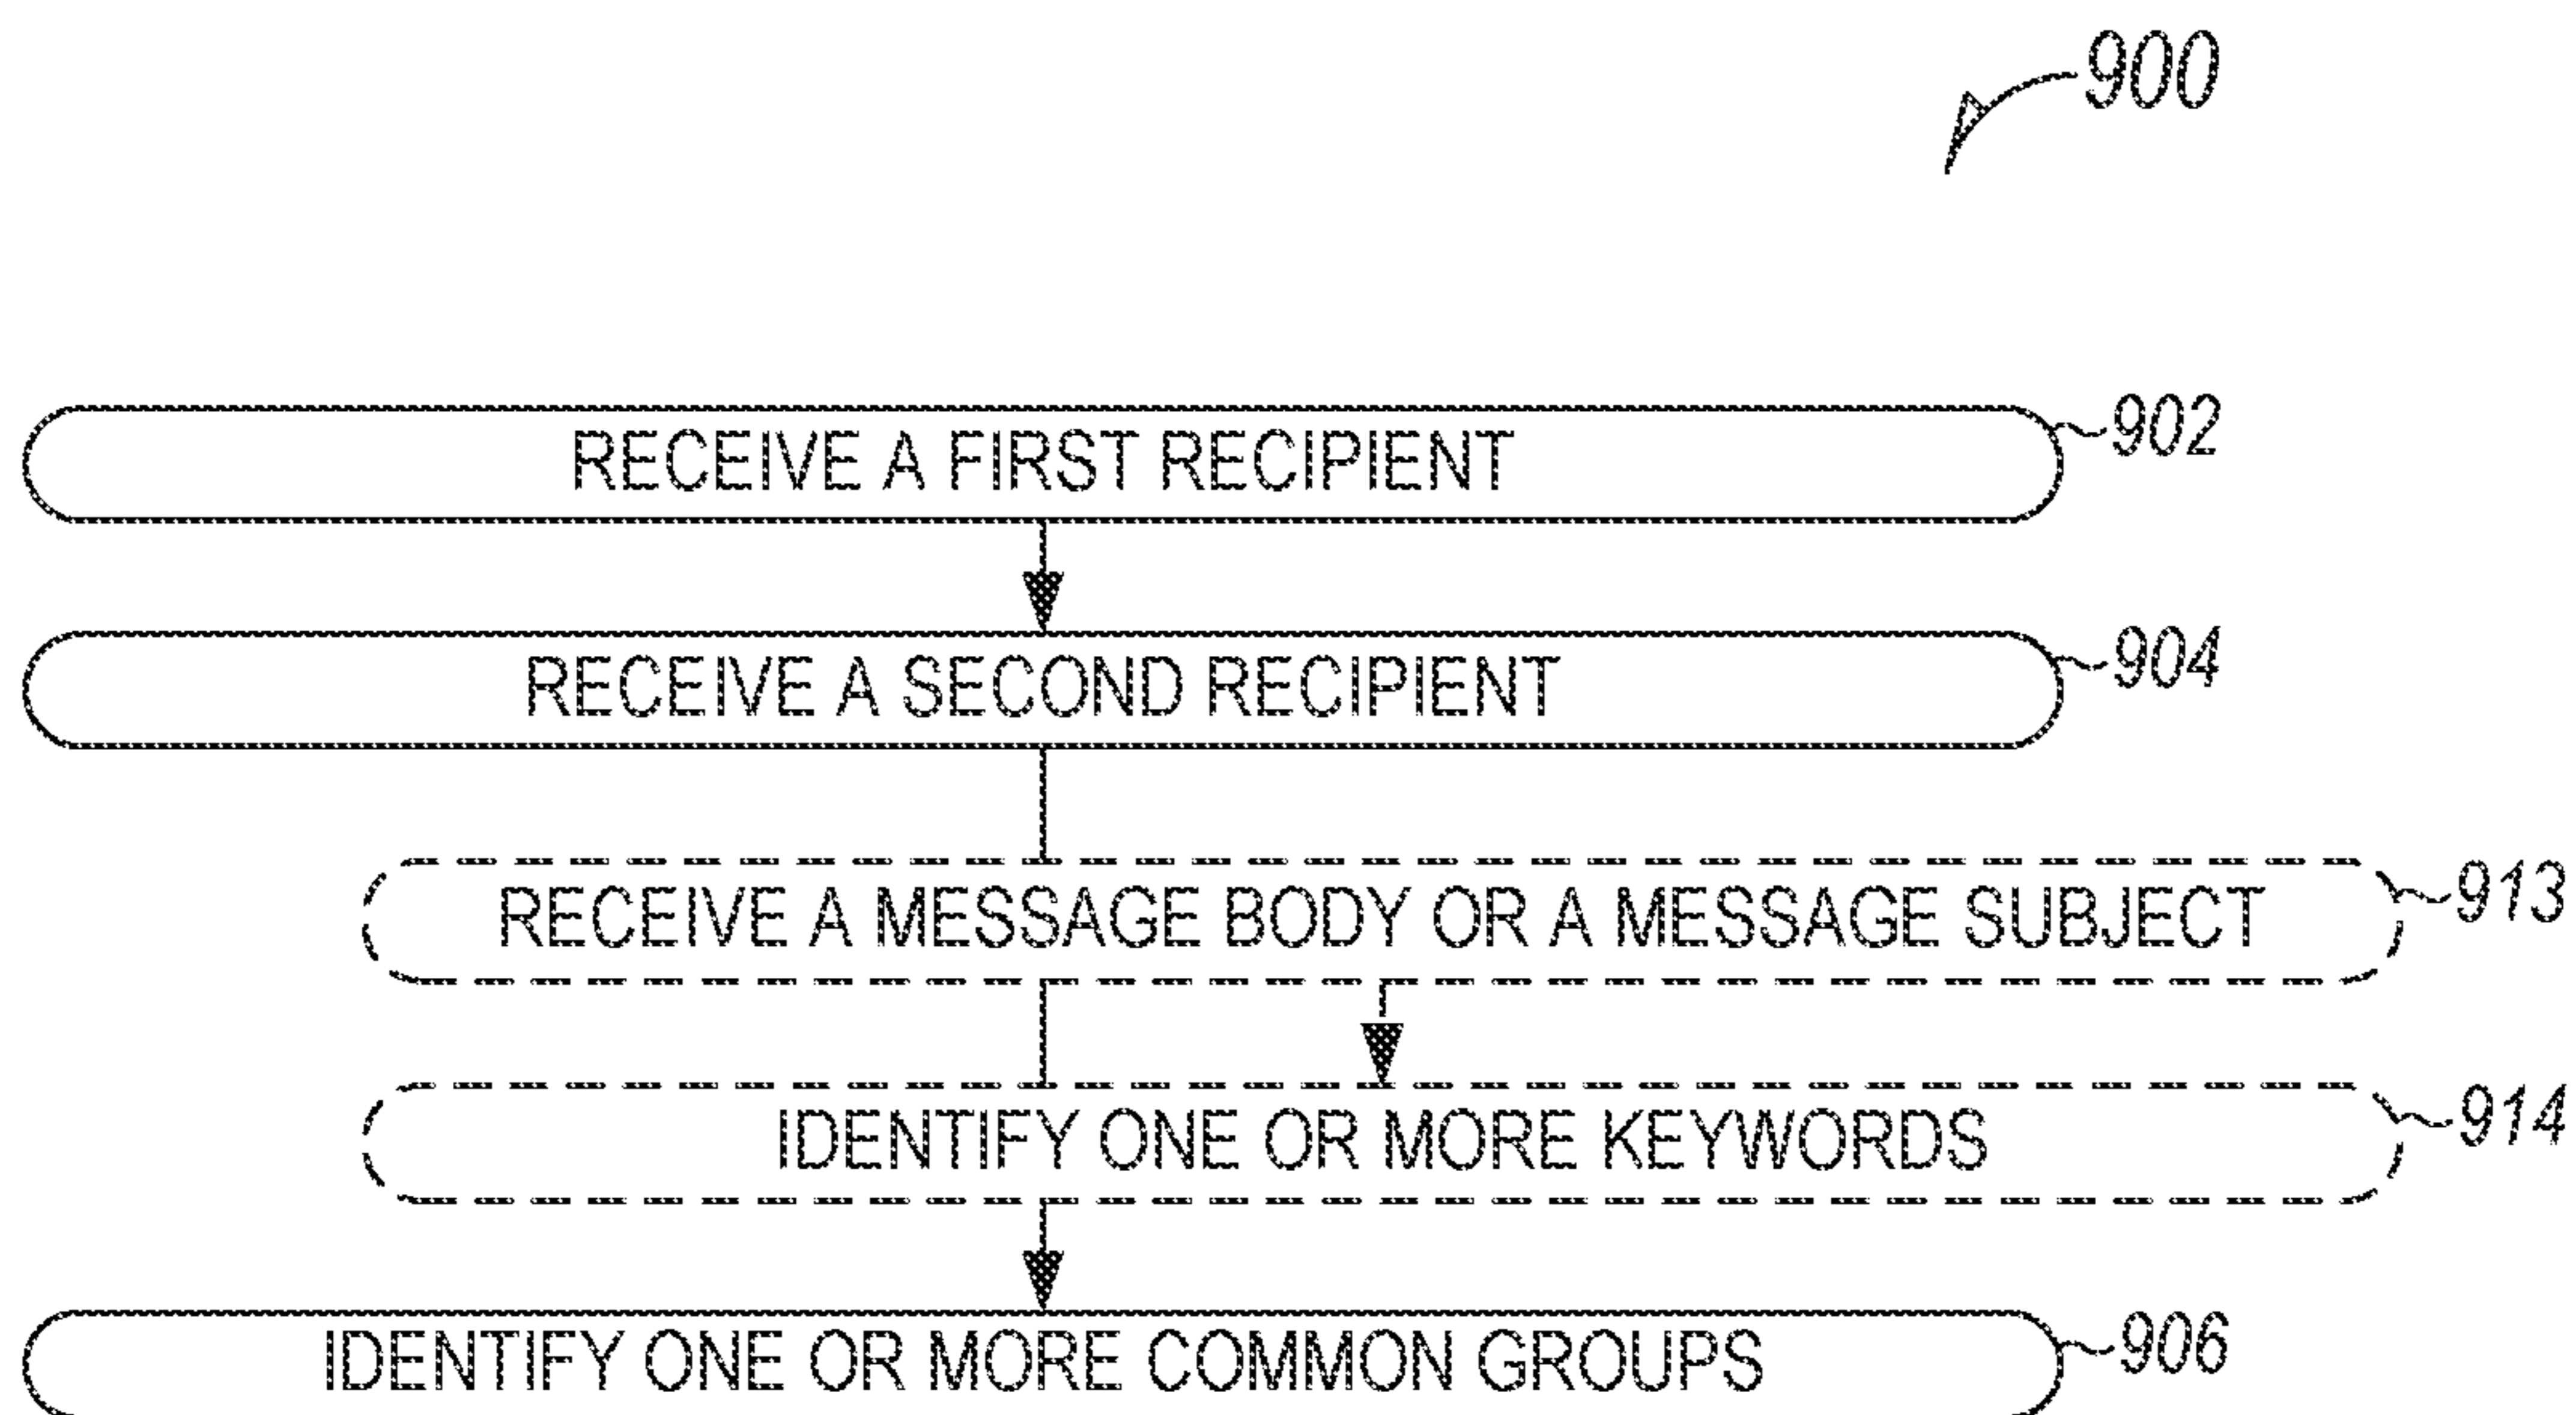 900
RECEIVE A FIRST RECIPIENT 902
RECEIVE A SECOND RECIPIENT 904
RECEIVE A MESSAGE BODY OR A MESSAGE SUBJECT 913
IDENTIFY ONE OR MORE KEYWORDS 914
IDENTIFY ONE OR MORE COMMON GROUPS 906